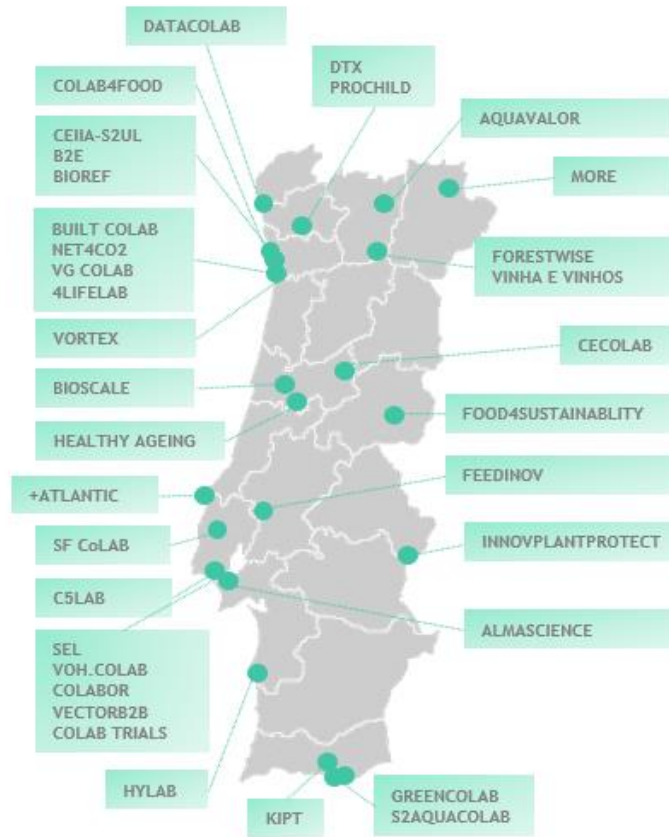 DATACOLAB
DTX
PROCHILD
COLAB4FOOD
AQUAVALOR
CEIIA-S2UL
B2E
BIOREF
MORE
BUILT COLAB
NET4CO2
VG COLAB
4LIFELAB
FORESTWISE
VINHA E VINHOS
VORTEX
CECOLAB
BIOSCALE
FOOD4SUSTAINABLITY
HEALTHY AGEING
FEEDINOV
+ATLANTIC
SF CoLAB
INNOVPLANTPROTECT
C5LAB
ALMASCIENCE
SEL
VOH.COLAB
COLABOR
VECTORB2B
COLAB TRIALS
HYLAB
KIPT
GREENCOLAB
S2AQUACOLAB